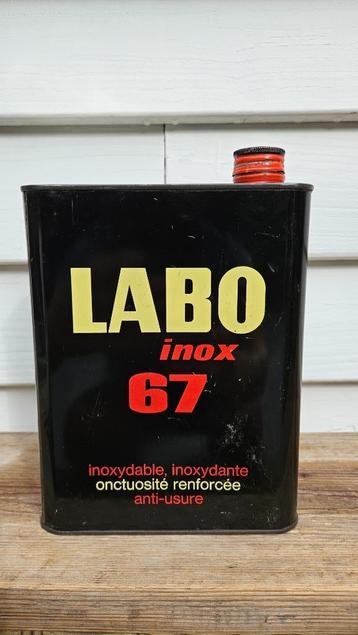 LABO
inox
67
inoxydable, inoxydante
onctuosité renforcée
anti-usure